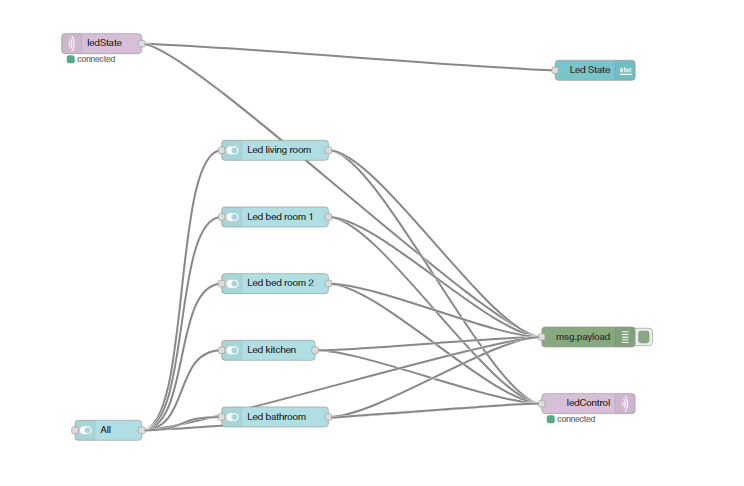 ledState
connected
Led State
abc
Led living room
Led bed room 1
Led bed room 2
msg.payload
Led kitchen
ledControl
connected
Led bathroom
All